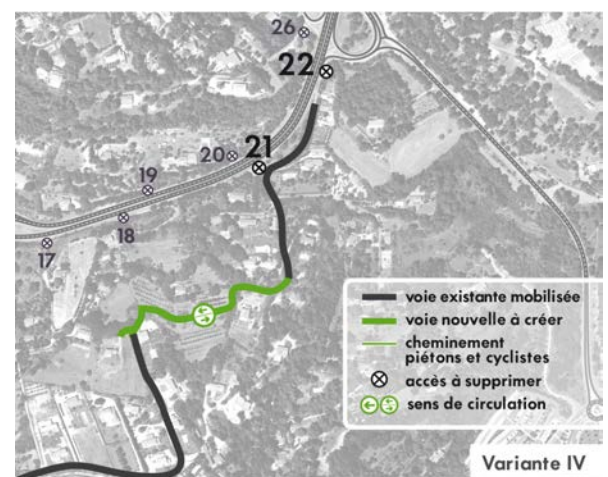 26
22
21
20
19
18
17
voie existante mobilisée
voie nouvelle à créer
cheminement
piétons et cyclistes
accès à supprimer
sens de circulation
Variante IV